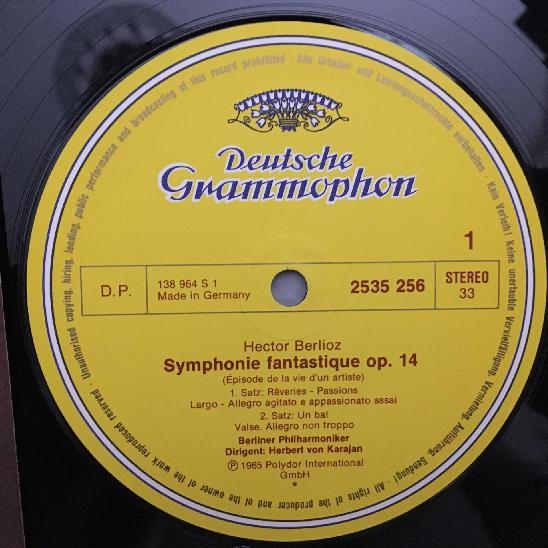 Unauthorised copying, hiring, lending, public performance and broadcasting of this record prohibited · Alle Urheber- und Leistungsschutzrechte vorbehalten · Kein Verleih! Keine unerlaubte Vervielfältigung, Vermietung, Aufführung, Sendung! · All rights of the producer and of the owner of the work reproduced reserved ·
Deutsche
Grammophon
1
D.P.
138 964 S 1
Made in Germany
2535 256
STEREO
33
Hector Berlioz
Symphonie fantastique op. 14
(Épisode de la vie d'un artiste)
1. Satz: Rêveries - Passions
Largo - Allegro agitato e appassionato assai
2. Satz: Un bal
Valse. Allegro non troppo
Berliner Philharmoniker
Dirigent: Herbert von Karajan
Ⓟ 1965 Polydor International
GmbH
*